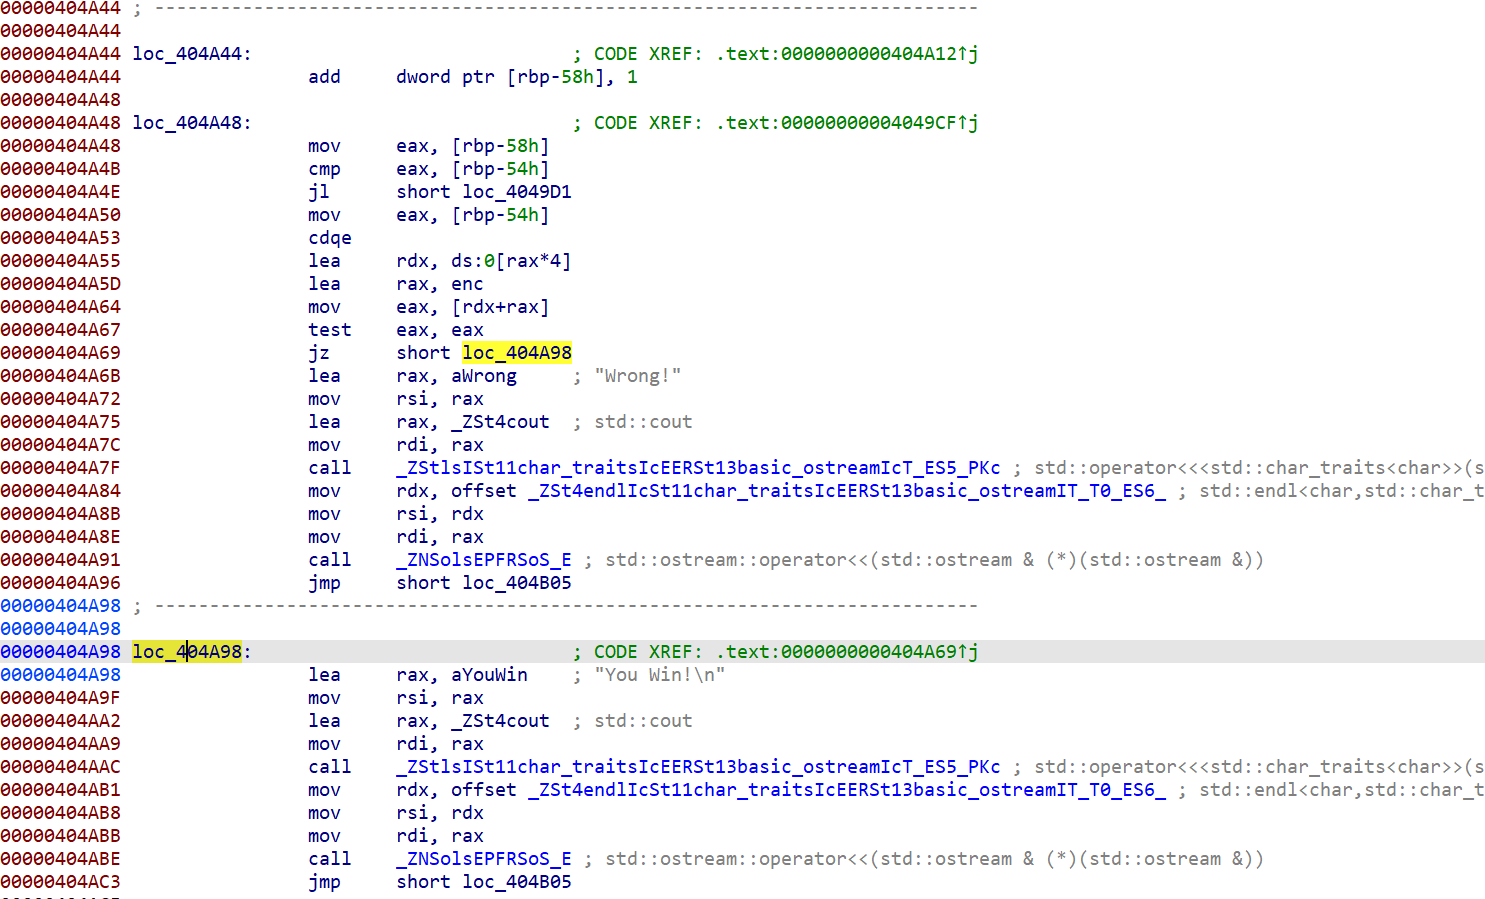 00000404A44 ; ---------------------------------------------------------------------------
00000404A44
00000404A44 loc_404A44: ; CODE XREF: .text:0000000000404A12↑j
00000404A44 add dword ptr [rbp-58h], 1
00000404A48
00000404A48 loc_404A48: ; CODE XREF: .text:00000000004049CF↑j
00000404A48 mov eax, [rbp-58h]
00000404A4B cmp eax, [rbp-54h]
00000404A4E jl short loc_4049D1
00000404A50 mov eax, [rbp-54h]
00000404A53 cdqe
00000404A55 lea rdx, ds:0[rax*4]
00000404A5D lea rax, enc
00000404A64 mov eax, [rdx+rax]
00000404A67 test eax, eax
00000404A69 jz short loc_404A98
00000404A6B lea rax, aWrong ; "Wrong!"
00000404A72 mov rsi, rax
00000404A75 lea rax, _ZSt4cout ; std::cout
00000404A7C mov rdi, rax
00000404A7F call _ZStlsISt11char_traitsIcEERSt13basic_ostreamIcT_ES5_PKc ; std::operator<<<std::char_traits<char>>(s
00000404A84 mov rdx, offset _ZSt4endlIcSt11char_traitsIcEERSt13basic_ostreamIT_T0_ES6_ ; std::endl<char,std::char_t
00000404A8B mov rsi, rdx
00000404A8E mov rdi, rax
00000404A91 call _ZNSolsEPFRSoS_E ; std::ostream::operator<<(std::ostream & (*)(std::ostream &))
00000404A96 jmp short loc_404B05
00000404A98 ; ---------------------------------------------------------------------------
00000404A98
00000404A98 loc_404A98: ; CODE XREF: .text:0000000000404A69↑j
00000404A98 lea rax, aYouWin ; "You Win!\n"
00000404A9F mov rsi, rax
00000404AA2 lea rax, _ZSt4cout ; std::cout
00000404AA9 mov rdi, rax
00000404AAC call _ZStlsISt11char_traitsIcEERSt13basic_ostreamIcT_ES5_PKc ; std::operator<<<std::char_traits<char>>(s
00000404AB1 mov rdx, offset _ZSt4endlIcSt11char_traitsIcEERSt13basic_ostreamIT_T0_ES6_ ; std::endl<char,std::char_t
00000404AB8 mov rsi, rdx
00000404ABB mov rdi, rax
00000404ABE call _ZNSolsEPFRSoS_E ; std::ostream::operator<<(std::ostream & (*)(std::ostream &))
00000404AC3 jmp short loc_404B05